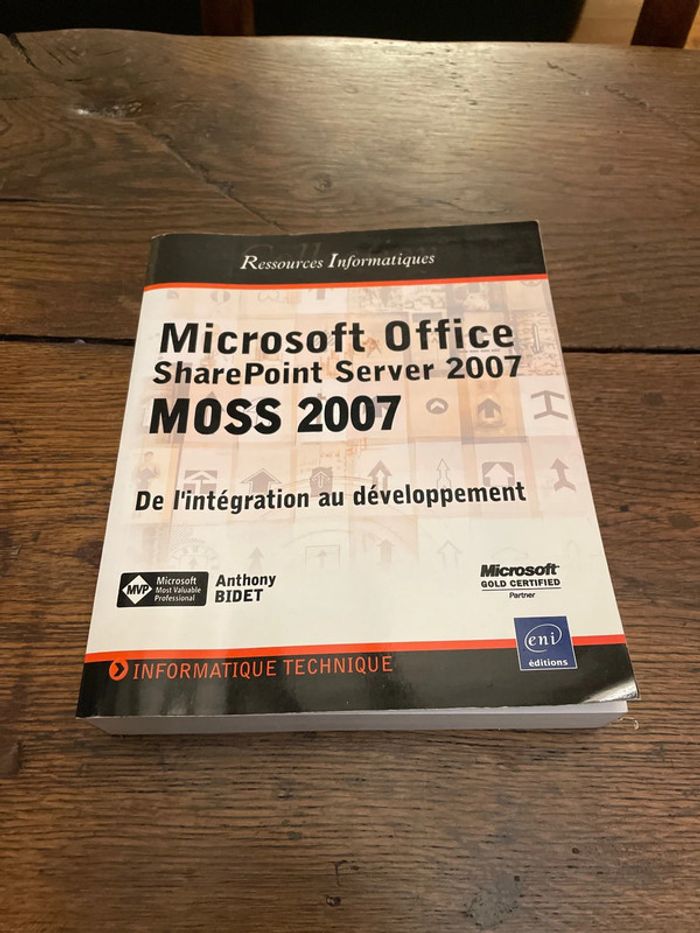 Ressources Informatiques
Microsoft Office
SharePoint Server 2007
MOSS 2007
De l'intégration au développement
MVP
Microsoft
Most Valuable
Professional
Anthony
BIDET
Microsoft
GOLD CERTIFIED
Partner
eni
éditions
INFORMATIQUE TECHNIQUE